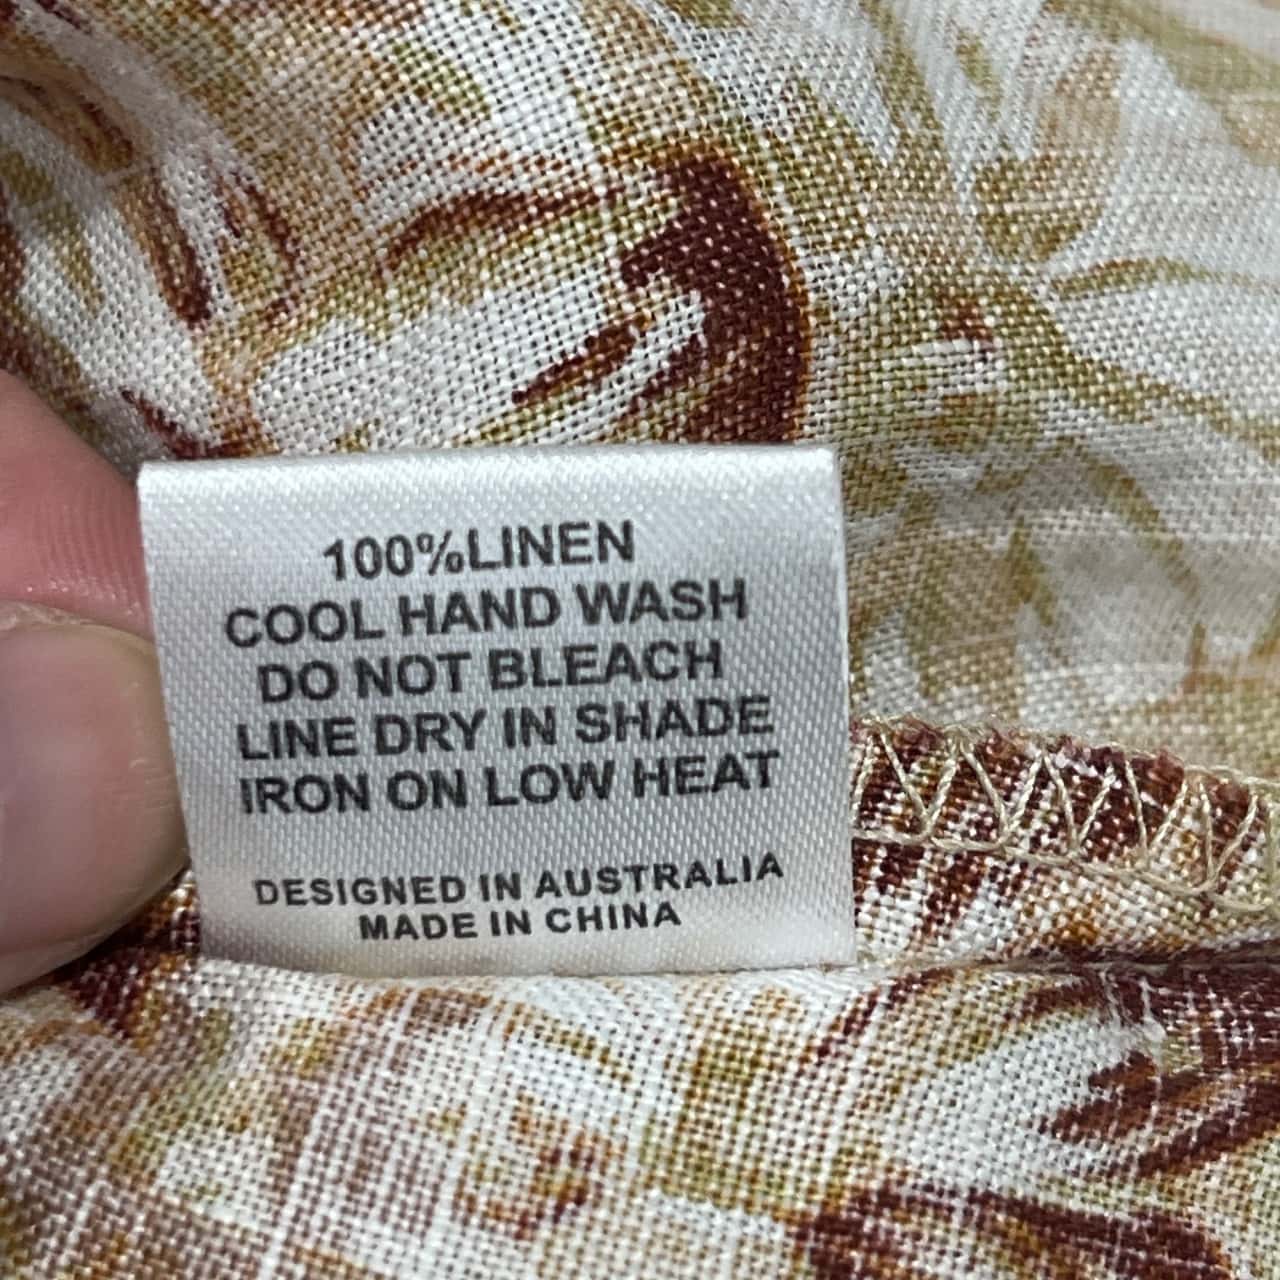 100%LINEN
COOL HAND WASH
DO NOT BLEACH
LINE DRY IN SHADE
IRON ON LOW HEAT
DESIGNED IN AUSTRALIA
MADE IN CHINA